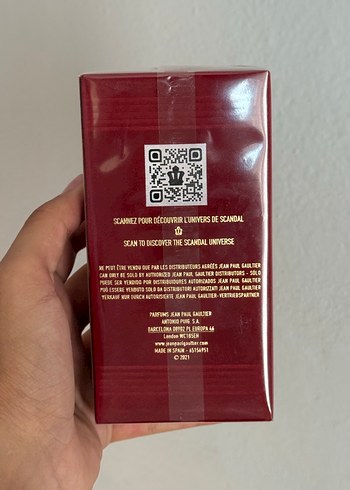 SCANNEZ POUR DÉCOUVRIR L'UNIVERS DE SCANDAL
SCAN TO DISCOVER THE SCANDAL UNIVERSE
NE PEUT ÊTRE VENDU QUE PAR LES DISTRIBUTEURS AGRÉÉS JEAN PAUL GAULTIER
CAN ONLY BE SOLD BY AUTHORIZED JEAN PAUL GAULTIER DISTRIBUTORS - SÓLO
PUEDE SER VENDIDO POR DISTRIBUIDORES AUTORIZADOS JEAN PAUL GAULTIER
PUÒ ESSERE VENDUTO SOLO DA DISTRIBUTORI AUTORIZZATI JEAN PAUL GAULTIER
VERKAUF NUR DURCH AUTORISIERTE JEAN PAUL GAULTIER-VERTRIEBSPARTNER
PARFUMS JEAN PAUL GAULTIER
ANTONIO PUIG, S.A.
BARCELONA 08902 PL EUROPA 46
London WC1B5EH
www.jeanpaulgaultier.com
MADE IN SPAIN - 65156951
© 2021